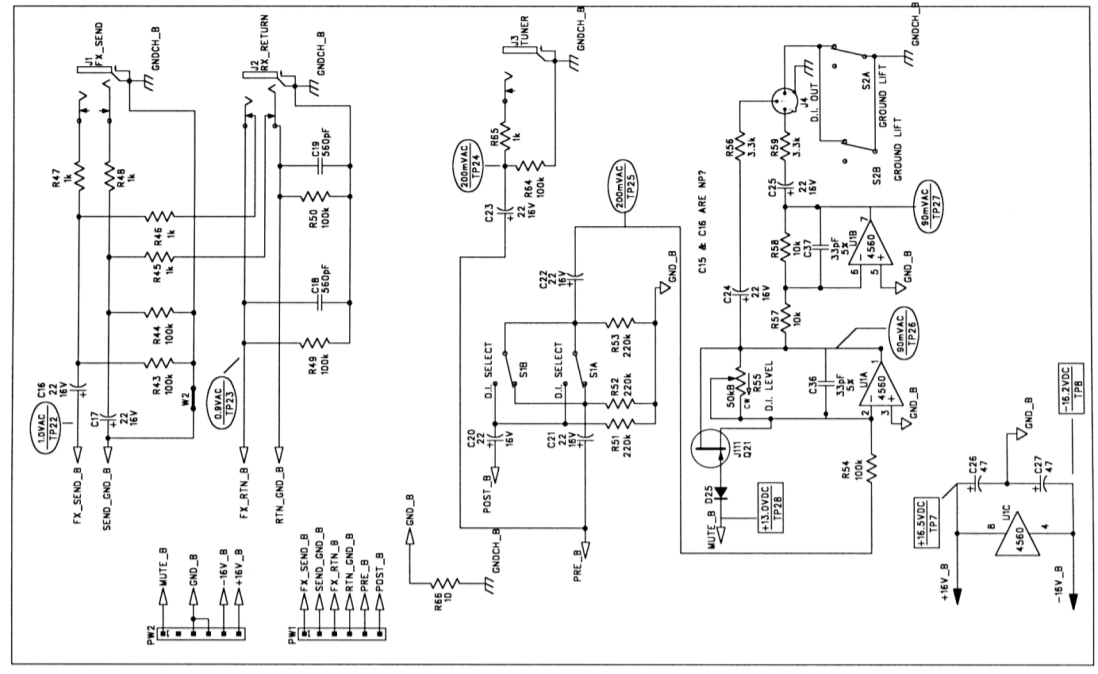 J1
FX_SEND
GNDCH_B
R47
1k
R48
1k
R46
1k
R45
1k
R44
100k
R43
100k
C16
22
16V
1.0VAC
TP22
C17
22
16V
W2
FX_SEND_B
SEND_GND_B
J2
RX_RETURN
GNDCH_B
C19
560pF
R50
100k
C18
560pF
R49
100k
0.9VAC
TP23
FX_RTN_B
RTN_GND_B
PW2
1
MUTE_B
GND_B
-16V_B
+16V_B
PW1
1
FX_SEND_B
SEND_GND_B
FX_RTN_B
RTN_GND_B
PRE_B
POST_B
J3
TUNER
GNDCH_B
R65
1k
200mVAC
TP24
R64
100k
C23
22
16V
200mVAC
TP25
C22
22
16V
GND_B
D.I. SELECT
S1B
D.I. SELECT
S1A
R53
220k
R52
220k
R51
220k
C20
22
16V
C21
22
16V
POST_B
PRE_B
GND_B
R66
10
GNDCH_B
C15 & C16 ARE NP?
GNDCH_B
S2A
GROUND LIFT
S2B
GROUND LIFT
J4
D.I. OUT
R56
3.3k
R59
3.3k
C25
22
16V
C24
22
16V
R58
10k
C37
33pF
5%
U1B
4560
6
5
7
90mVAC
TP27
GND_B
R57
10k
90mVAC
TP26
50kB
R55
CW
D.I. LEVEL
C36
33pF
5%
U1A
4560
2
3
1
GND_B
J111
Q21
D25
MUTE_B
+13.0VDC
TP28
R54
100k
+16.5VDC
TP7
C26
47
GND_B
C27
47
-16.2VDC
TP8
U1C
4560
8
4
+16V_B
-16V_B